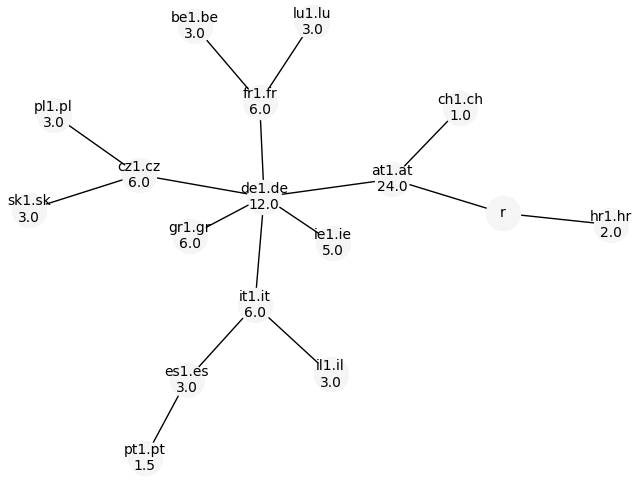 be1.be
3.0
lu1.lu
3.0
fr1.fr
6.0
ch1.ch
1.0
pl1.pl
3.0
cz1.cz
6.0
at1.at
24.0
de1.de
12.0
sk1.sk
3.0
r
hr1.hr
2.0
gr1.gr
6.0
ie1.ie
5.0
it1.it
6.0
es1.es
3.0
il1.il
3.0
pt1.pt
1.5